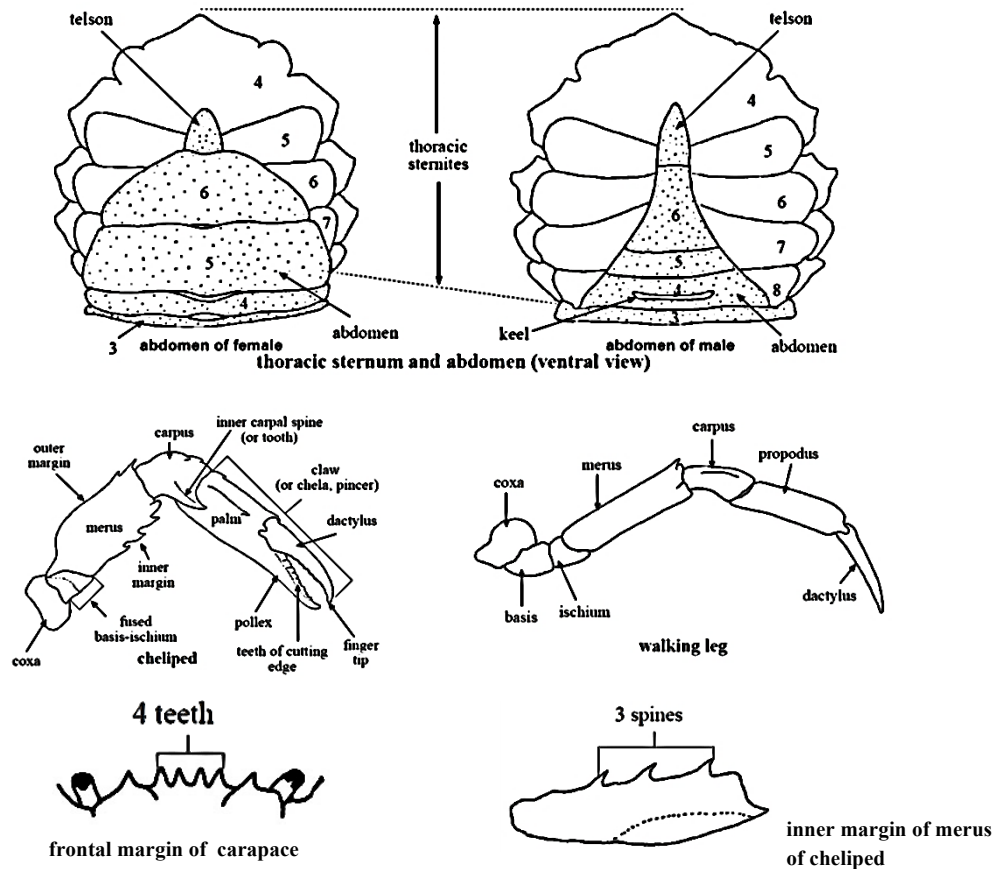 telson
4
5
6
6
7
5
4
3
abdomen
abdomen of female
thoracic
sternites
telson
4
5
6
6
7
5
8
4
3
keel
abdomen
abdomen of male
thoracic sternum and abdomen (ventral view)
outer
margin
carpus
inner carpal spine
(or tooth)
claw
(or chela, pincer)
palm
dactylus
merus
inner
margin
fused
basis-ischium
coxa
cheliped
pollex
teeth of cutting
edge
finger
tip
coxa
merus
carpus
propodus
basis
ischium
dactylus
walking leg
4 teeth
frontal margin of carapace
3 spines
inner margin of merus
of cheliped